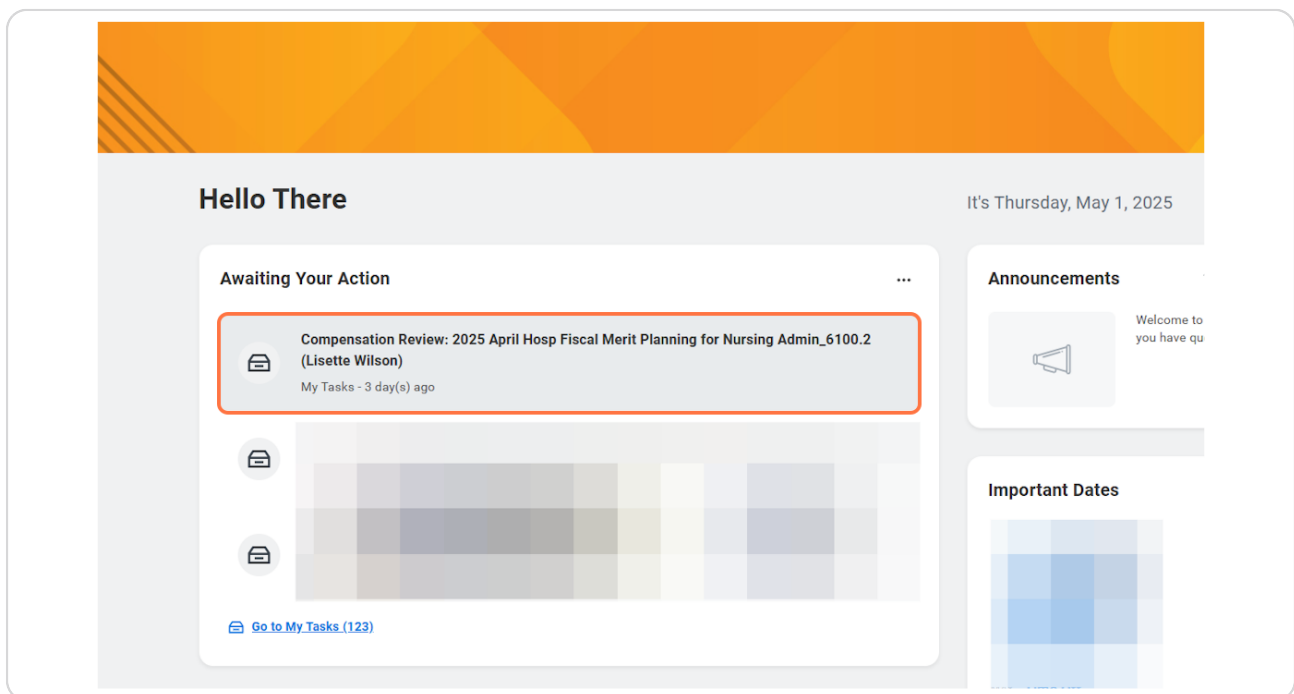 Hello There
It's Thursday, May 1, 2025
Awaiting Your Action
Compensation Review: 2025 April Hosp Fiscal Merit Planning for Nursing Admin_6100.2
(Lisette Wilson)
My Tasks - 3 day(s) ago
Go to My Tasks (123)
Announcements
Welcome to
you have
Important Dates